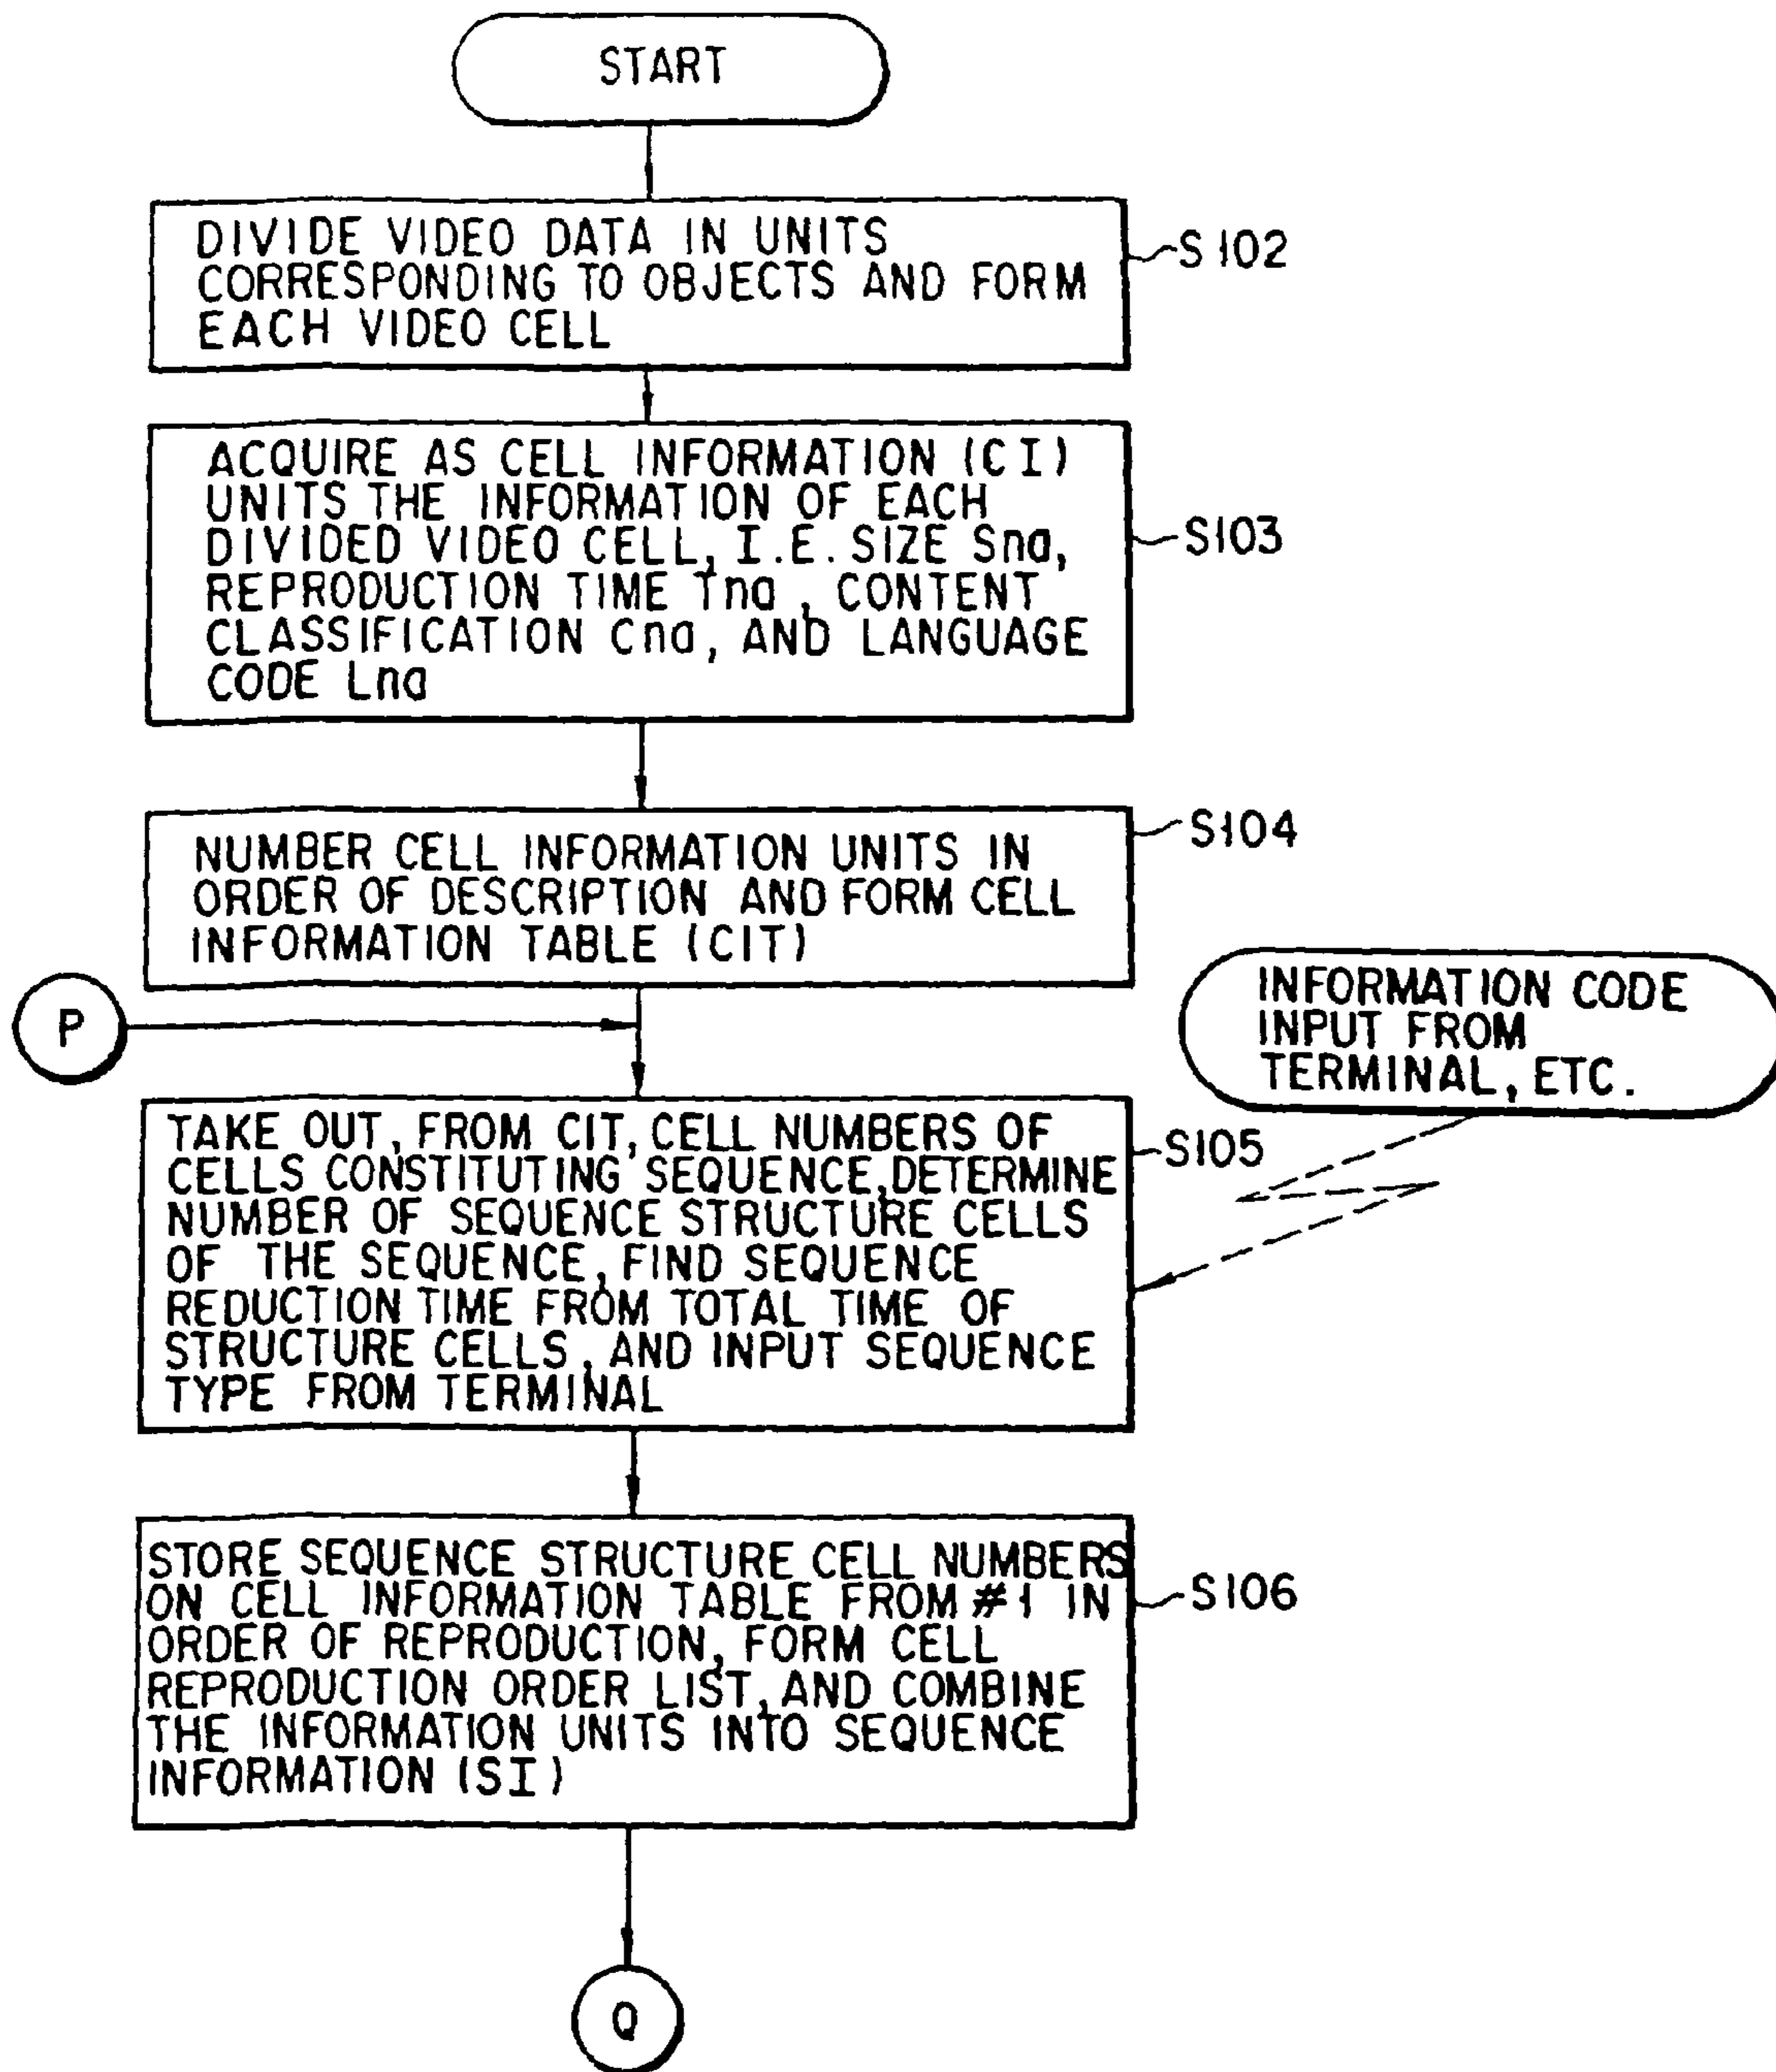 START
DIVIDE VIDEO DATA IN UNITS
CORRESPONDING TO OBJECTS AND FORM
EACH VIDEO CELL
S102
ACQUIRE AS CELL INFORMATION (CI)
UNITS THE INFORMATION OF EACH
DIVIDED VIDEO CELL, I.E. SIZE Sna,
REPRODUCTION TIME Tna, CONTENT
CLASSIFICATION Cna, AND LANGUAGE
CODE Lna
S103
NUMBER CELL INFORMATION UNITS IN
ORDER OF DESCRIPTION AND FORM CELL
INFORMATION TABLE (CIT)
S104
P
INFORMATION CODE
INPUT FROM
TERMINAL, ETC.
TAKE OUT, FROM CIT, CELL NUMBERS OF
CELLS CONSTITUTING SEQUENCE, DETERMINE
NUMBER OF SEQUENCE STRUCTURE CELLS
OF THE SEQUENCE, FIND SEQUENCE
REDUCTION TIME FROM TOTAL TIME OF
STRUCTURE CELLS, AND INPUT SEQUENCE
TYPE FROM TERMINAL
S105
STORE SEQUENCE STRUCTURE CELL NUMBERS
ON CELL INFORMATION TABLE FROM #1 IN
ORDER OF REPRODUCTION, FORM CELL
REPRODUCTION ORDER LIST, AND COMBINE
THE INFORMATION UNITS INTO SEQUENCE
INFORMATION (SI)
S106
Q